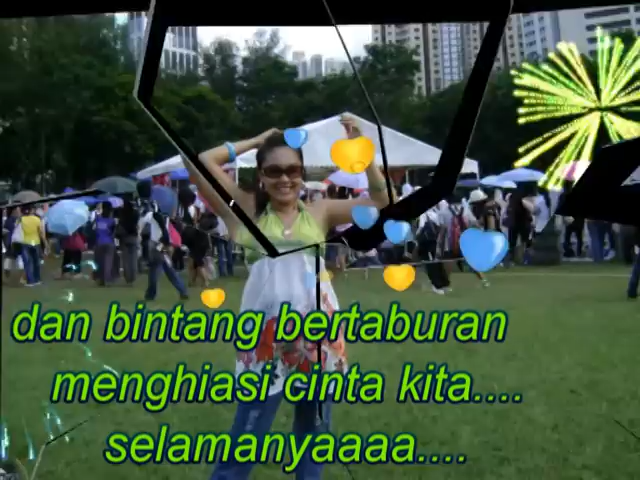 dan bintang bertaburan
menghiasi cinta kita....
selamanyaaaa....